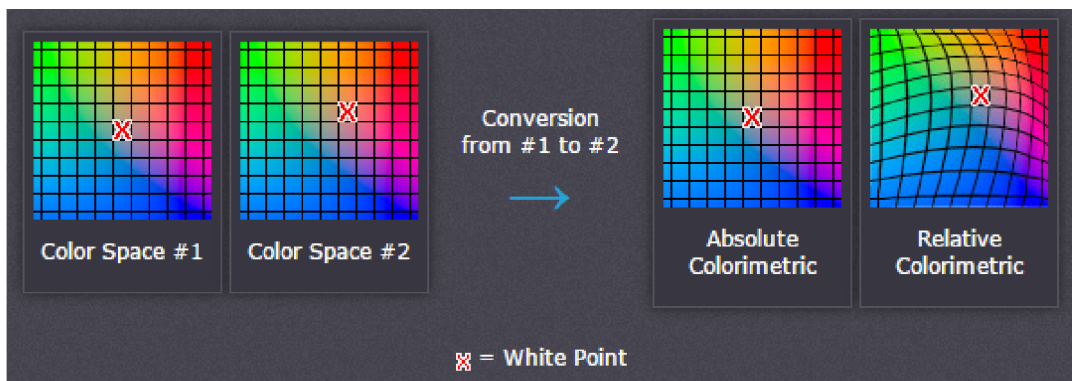 Color Space #1
Color Space #2
Conversion
from #1 to #2
Absolute
Colorimetric
Relative
Colorimetric
X = White Point